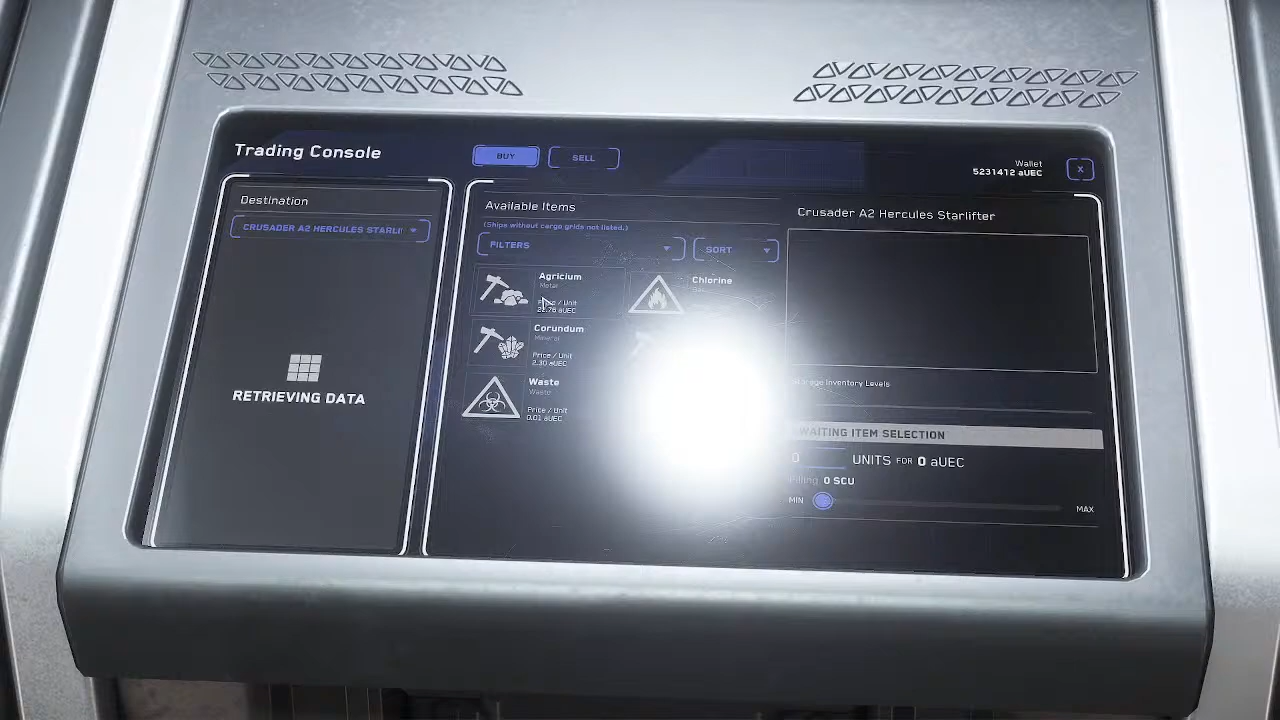 Trading Console
BUY
SELL
Wallet
5231412 aUEC
X
Destination
CRUSADER A2 HERCULES STARLI
RETRIEVING DATA
Available Items
(Ships without cargo grids not listed.)
FILTERS
SORT
Agricium
Metal
/ Unit
aUEC
Chlorine
Corundum
Mineral
Price / Unit
2.30 aUEC
Waste
Waste
Price / Unit
0.01 aUEC
Crusader A2 Hercules Starlifter
Storage Inventory Levels
WAITING ITEM SELECTION
0 UNITS FOR 0 aUEC
Filling 0 SCU
MIN
MAX